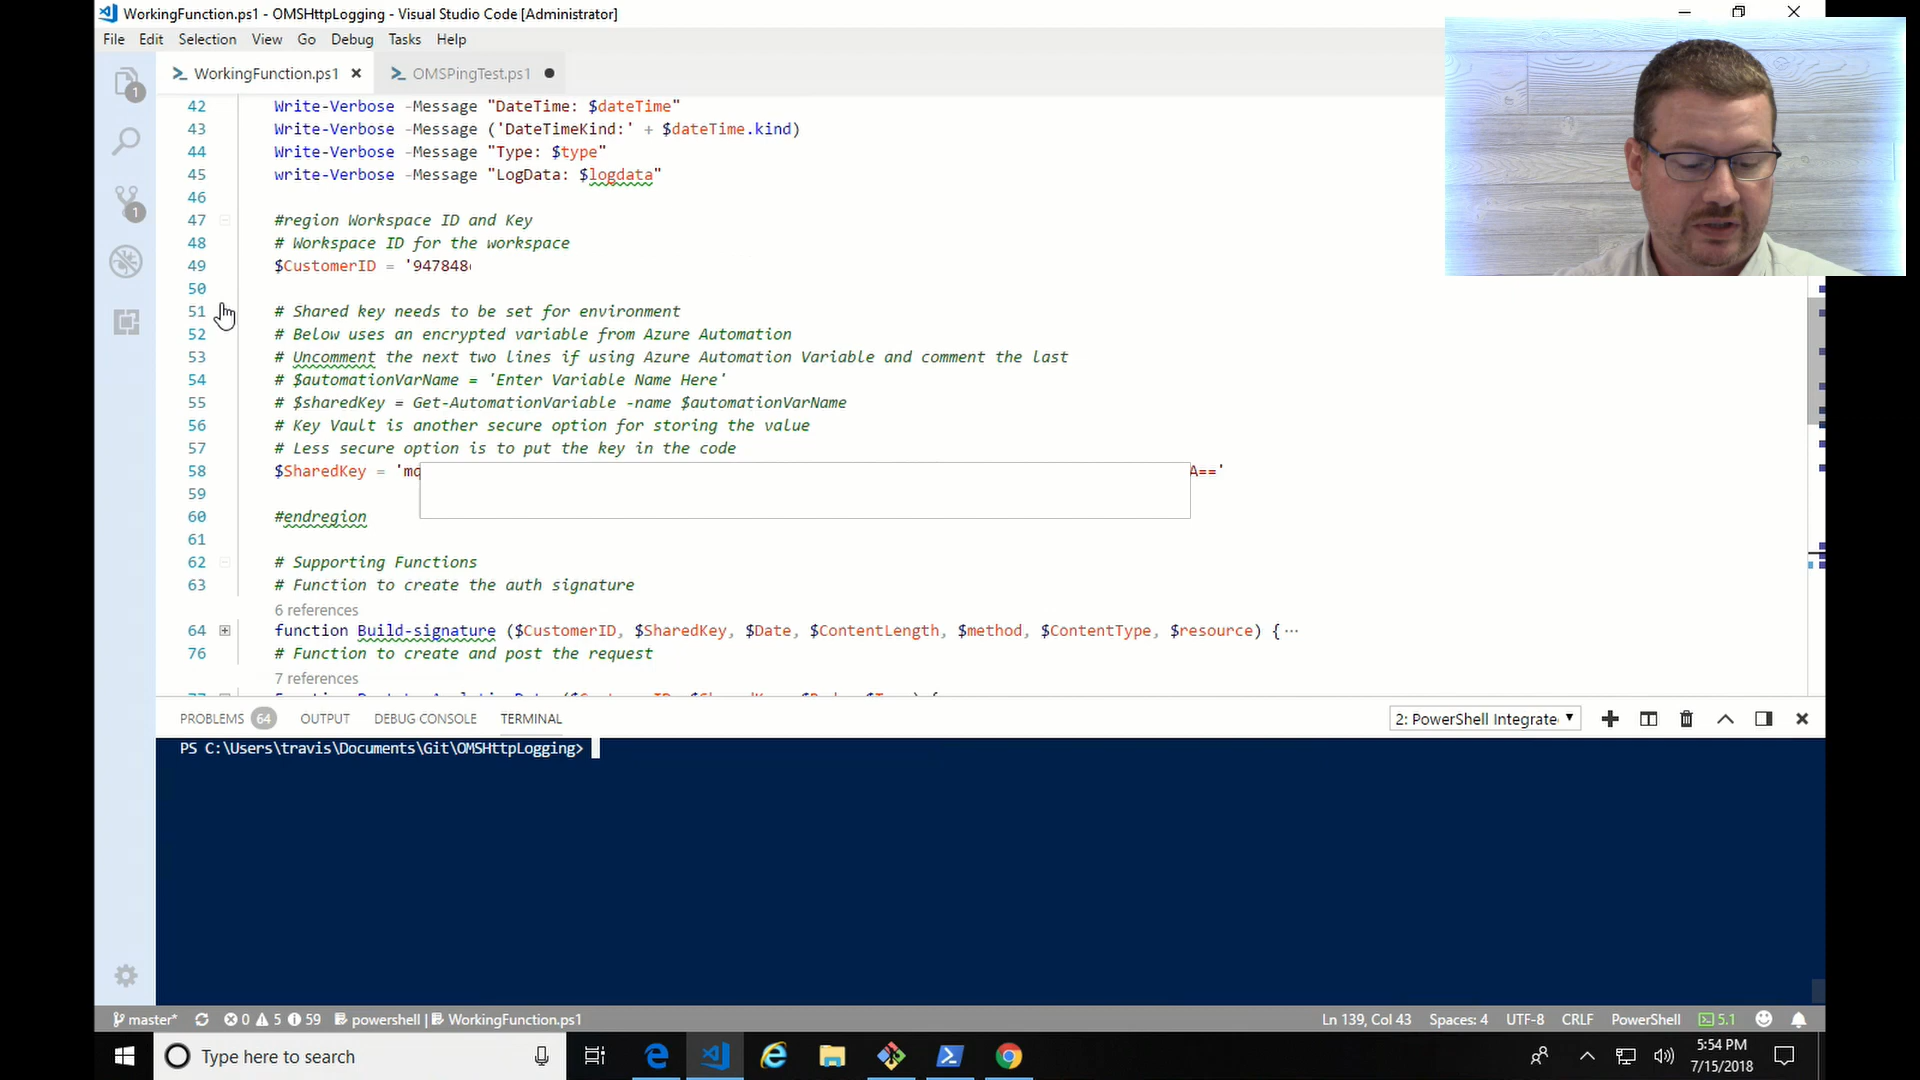 WorkingFunction.ps1 - OMSHttpLogging - Visual Studio Code [Administrator]
File Edit Selection View Go Debug Tasks Help
WorkingFunction.ps1 OMSPingTest.ps1
42 Write-Verbose -Message "DateTime: $dateTime"
43 Write-Verbose -Message ('DateTimeKind:' + $dateTime.kind)
44 Write-Verbose -Message "Type: $type"
45 write-Verbose -Message "LogData: $logdata"
46
47 #region Workspace ID and Key
48 # Workspace ID for the workspace
49 $CustomerID = '947848
50
51 # Shared key needs to be set for environment
52 # Below uses an encrypted variable from Azure Automation
53 # Uncomment the next two lines if using Azure Automation Variable and comment the last
54 # $automationVarName = 'Enter Variable Name Here'
55 # $sharedKey = Get-AutomationVariable -name $automationVarName
56 # Key Vault is another secure option for storing the value
57 # Less secure option is to put the key in the code
58 $SharedKey = 'mq A=='
59
60 #endregion
61
62 # Supporting Functions
63 # Function to create the auth signature
6 references
64 function Build-signature ($CustomerID, $SharedKey, $Date, $ContentLength, $method, $ContentType, $resource) {...
76 # Function to create and post the request
7 references
PROBLEMS 64 OUTPUT DEBUG CONSOLE TERMINAL 2: PowerShell Integrate
PS C:\Users\travis\Documents\Git\OMSHttpLogging>
master* 0 5 59 powershell | WorkingFunction.ps1 Ln 139, Col 43 Spaces: 4 UTF-8 CRLF PowerShell 5.1
Type here to search
5:54 PM
7/15/2018